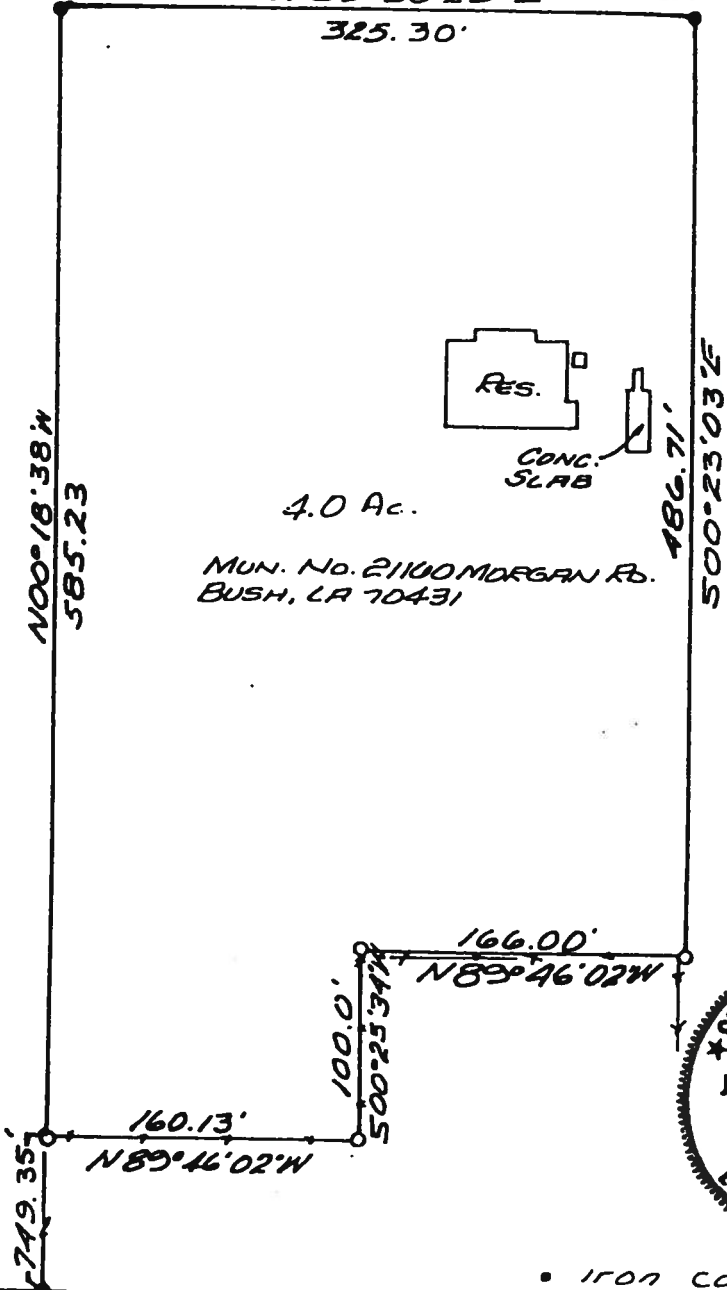 325.30'
N00°18'38"W
585.23
RES.
CONC.
SLAB
486.71'
S00°23'03"E
4.0 Ac.
MUN. NO. 21160 MORGAN RD.
BUSH, LA 70431
166.00'
N89°46'02"W
100.0'
S00°25'34"W
160.13'
N89°46'02"W
749.35'
• Iron